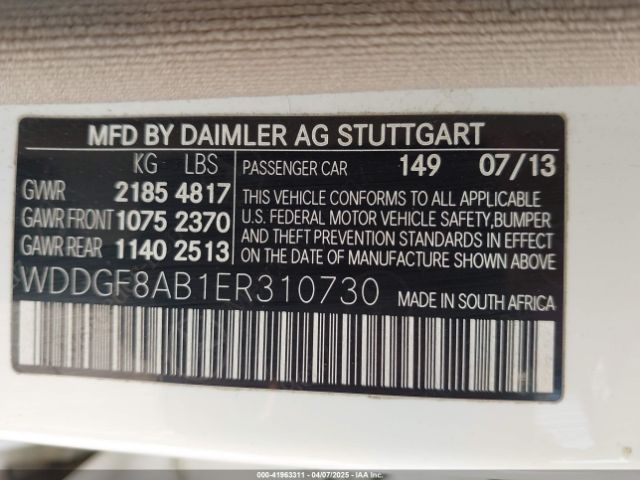 MFD BY DAIMLER AG STUTTGART
KG LBS
GVWR 2185 4817
GAWR FRONT 1075 2370
GAWR REAR 1140 2513
PASSENGER CAR 149 07/13
THIS VEHICLE CONFORMS TO ALL APPLICABLE
U.S. FEDERAL MOTOR VEHICLE SAFETY,BUMPER
AND THEFT PREVENTION STANDARDS IN EFFECT
ON THE DATE OF MANUFACTURE SHOWN ABOVE
WDDGF8AB1ER310730 MADE IN SOUTH AFRICA
000-41963311 - 04/07/2025 - IAA Inc.